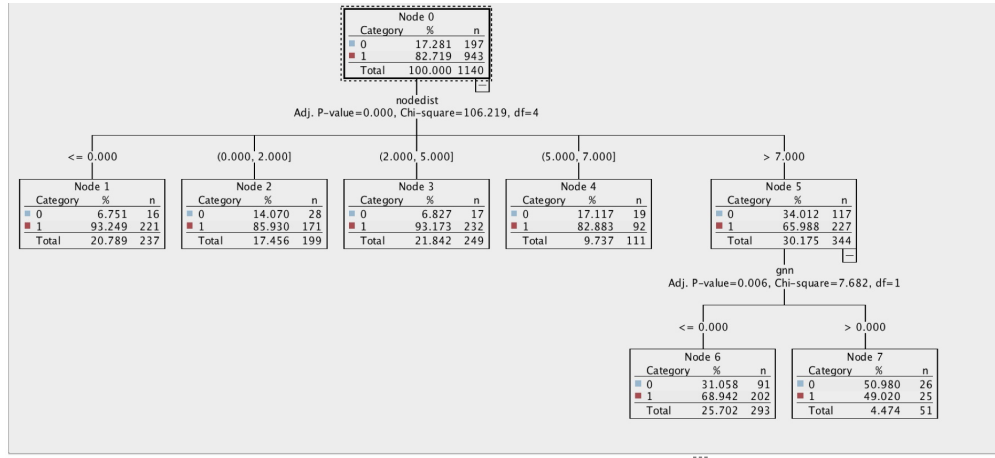 Node 0
Category % n
0 17.281 197
1 82.719 943
Total 100.000 1140
nodedist
Adj. P-value=0.000, Chi-square=106.219, df=4
<= 0.000 (0.000, 2.000] (2.000, 5.000] (5.000, 7.000] > 7.000
Node 1
Category % n
0 6.751 16
1 93.249 221
Total 20.789 237
Node 2
Category % n
0 14.070 28
1 85.930 171
Total 17.456 199
Node 3
Category % n
0 6.827 17
1 93.173 232
Total 21.842 249
Node 4
Category % n
0 17.117 19
1 82.883 92
Total 9.737 111
Node 5
Category % n
0 34.012 117
1 65.988 227
Total 30.175 344
gnn
Adj. P-value=0.006, Chi-square=7.682, df=1
<= 0.000 > 0.000
Node 6
Category % n
0 31.058 91
1 68.942 202
Total 25.702 293
Node 7
Category % n
0 50.980 26
1 49.020 25
Total 4.474 51